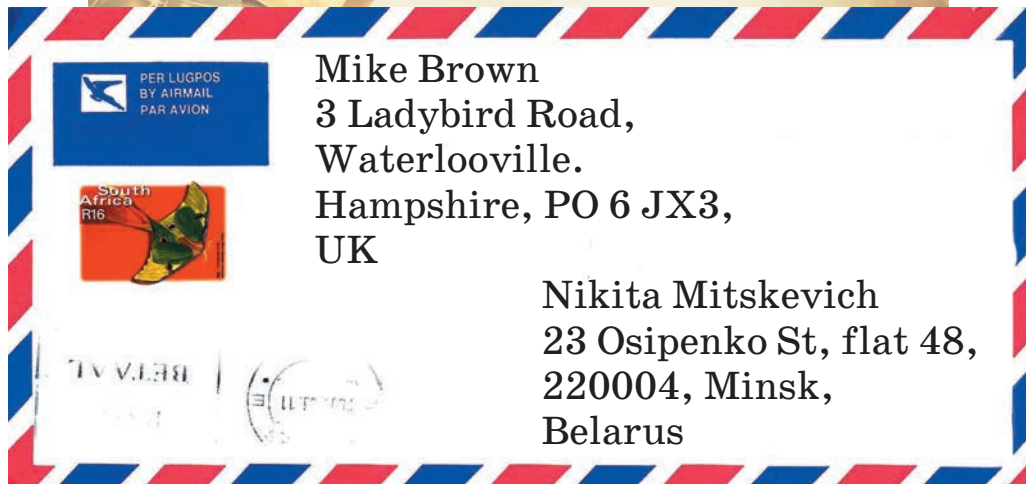 PER LUGPOS
BY AIRMAIL
PAR AVION
South
Africa
R16
Mike Brown
3 Ladybird Road,
Waterlooville.
Hampshire, PO 6 JX3,
UK
Nikita Mitskevich
23 Osipenko St, flat 48,
220004, Minsk,
Belarus